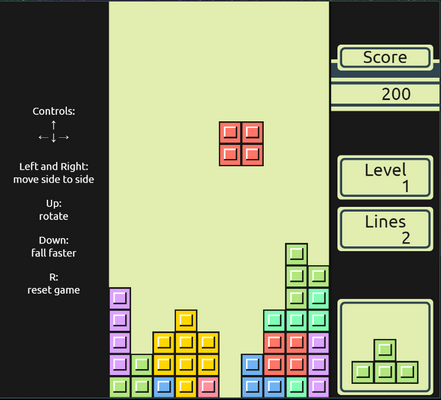 Controls:
↑
←↓→
Left and Right:
move side to side
Up:
rotate
Down:
fall faster
R:
reset game
Score
200
Level
1
Lines
2